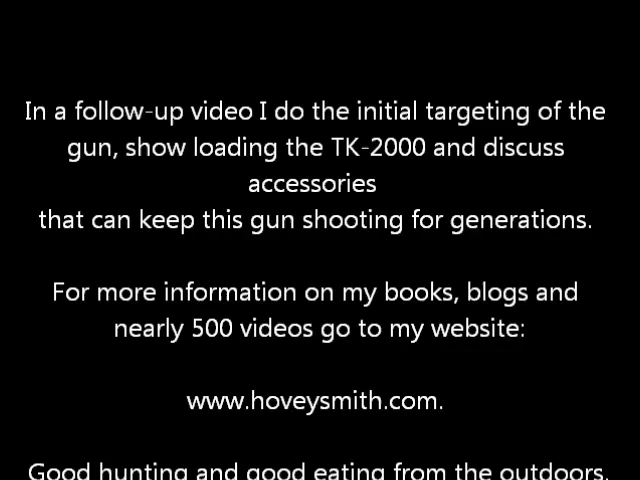 In a follow-up video I do the initial targeting of the
gun, show loading the TK-2000 and discuss
accessories
that can keep this gun shooting for generations.
For more information on my books, blogs and
nearly 500 videos go to my website:
www.hoveysmith.com.
Good hunting and good eating from the outdoors.